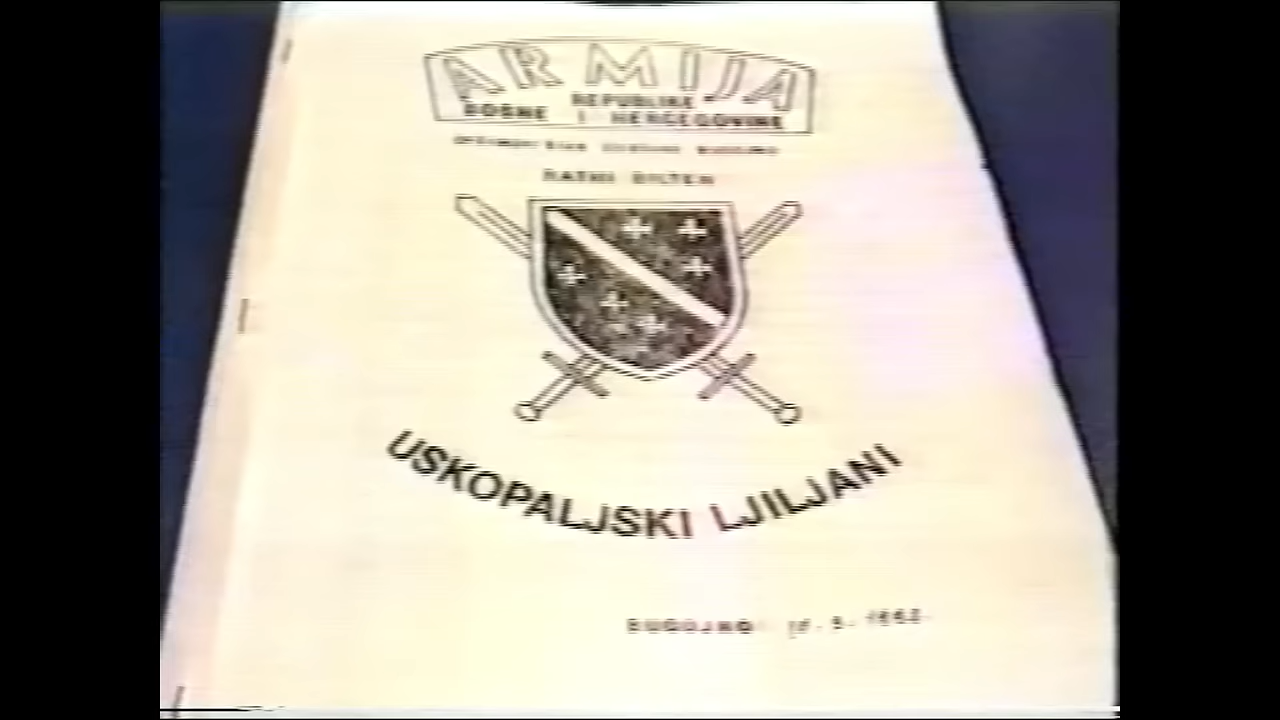 ARMIJA
REPUBLIKE
BOSNE I HERCEGOVINE
RATNI BILTEN
USKOPALJSKI LJILJANI
BUGOJNO